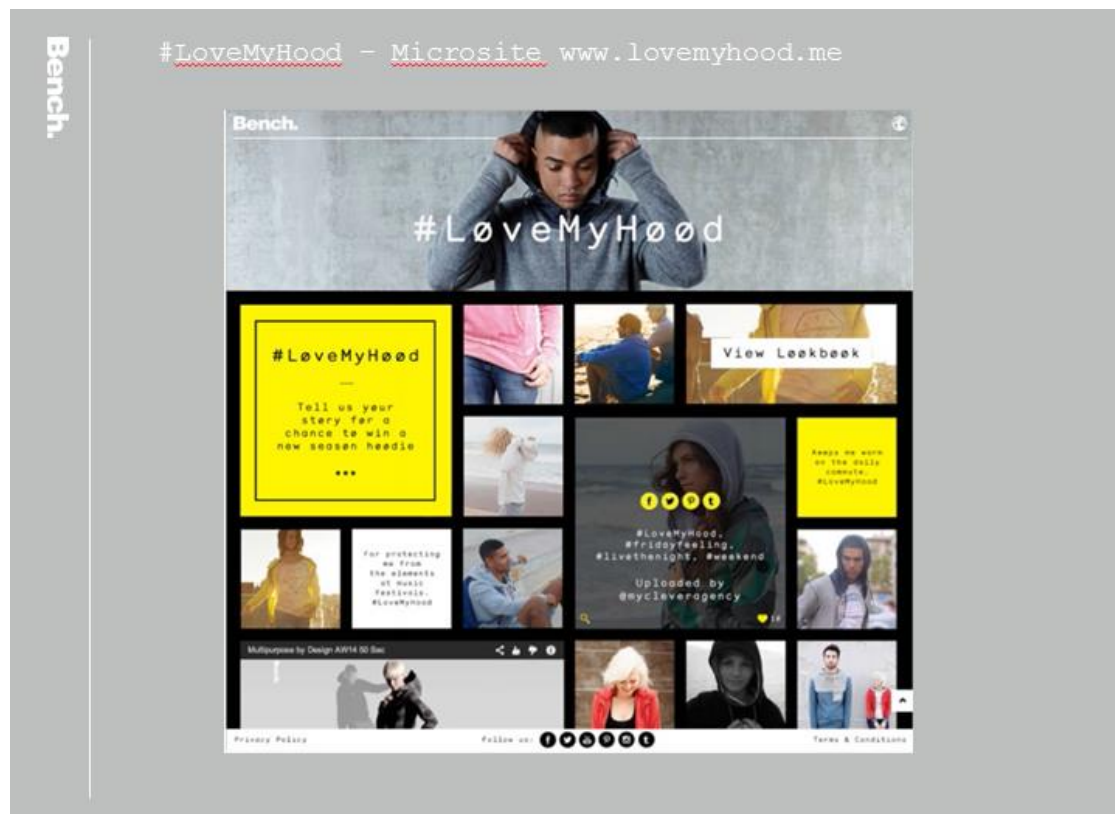 Bench.
#LoveMyHood – Microsite www.lovemyhood.me
Bench.
#LøveMyHøød
#LøveMyHøød
Tell us yøur
støry før a
chance tø win a
new seasøn høødie
View Løøkbøøk
Keeps me warm
on the daily
commute.
#LoveMyHood
For protecting
me from
the elements
at music
festivals.
#LoveMyHood
#LoveMyHood,
#fridayfeeling,
#livethenight, #weekend
Uploaded by
@mycleveragency
Multipurpose by Design AW14 50 Sec
Privacy Policy
Follow us:
Terms & Conditions